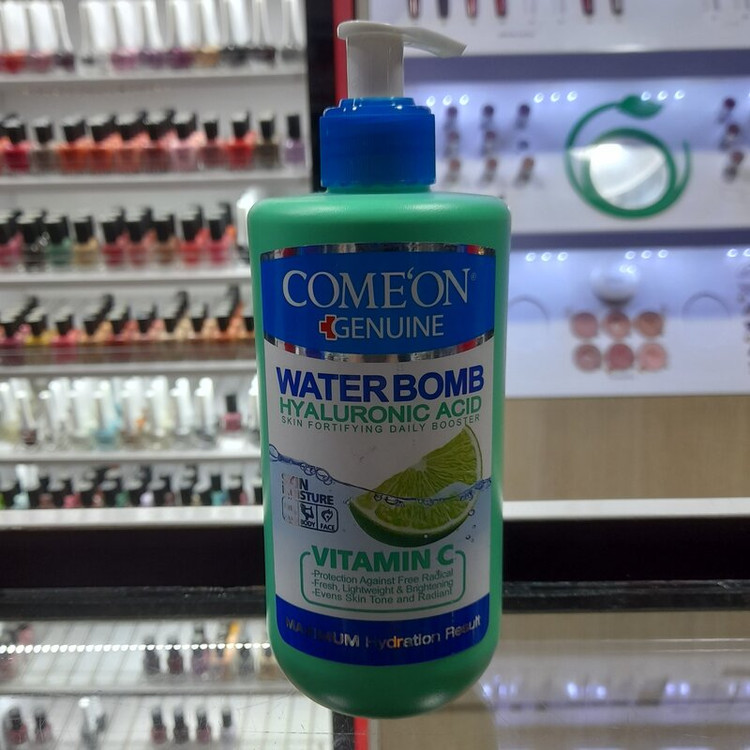 COME'ON®
GENUINE
WATER BOMB
HYALURONIC ACID
SKIN FORTIFYING DAILY BOOSTER
SKIN
MOISTURE
BODY FACE
VITAMIN C
-Protection Against Free Radical
-Fresh, Lightweight & Brightening
-Evens Skin Tone and Radiant
MAXIMUM Hydration Result